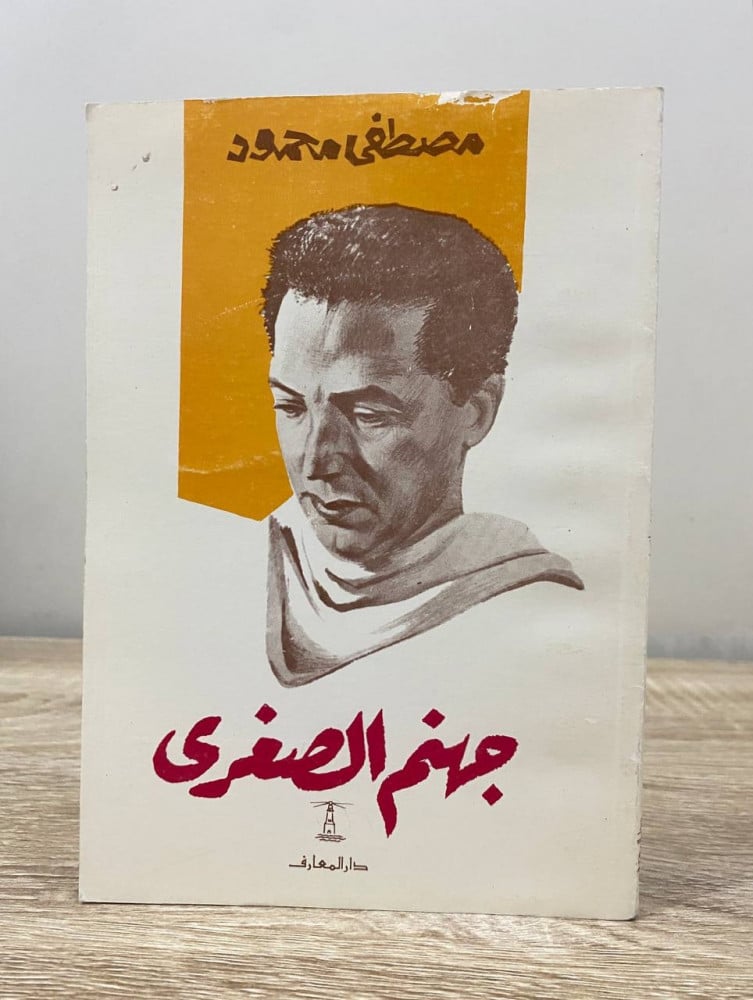 مصطفى محمود
جهنم الصغرى
دار المعارف